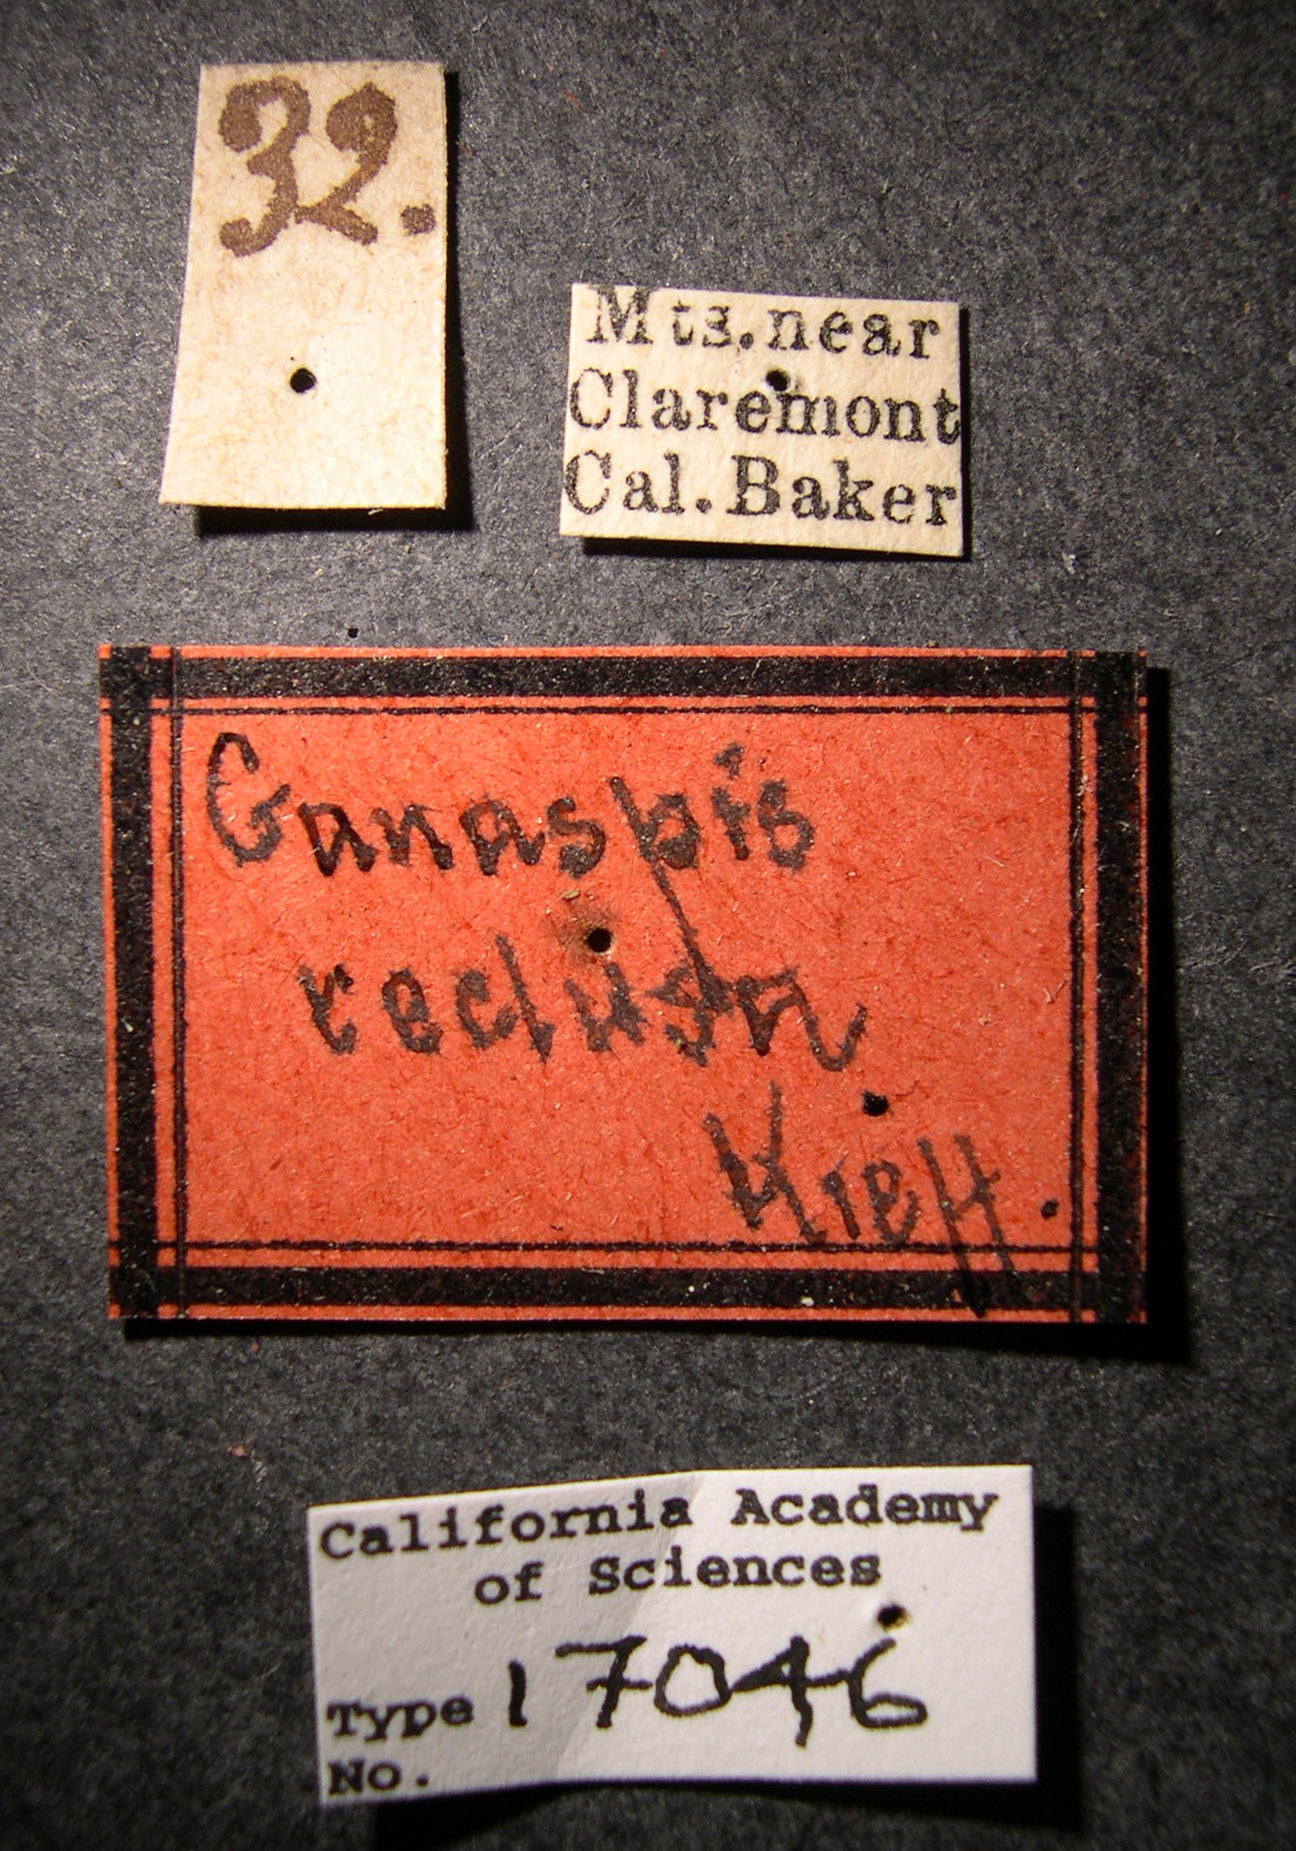 32.
Mts. near
Claremont
Cal. Baker
Ganaspis
reclusa
Kieff.
California Academy
of Sciences
Type 17046
No.